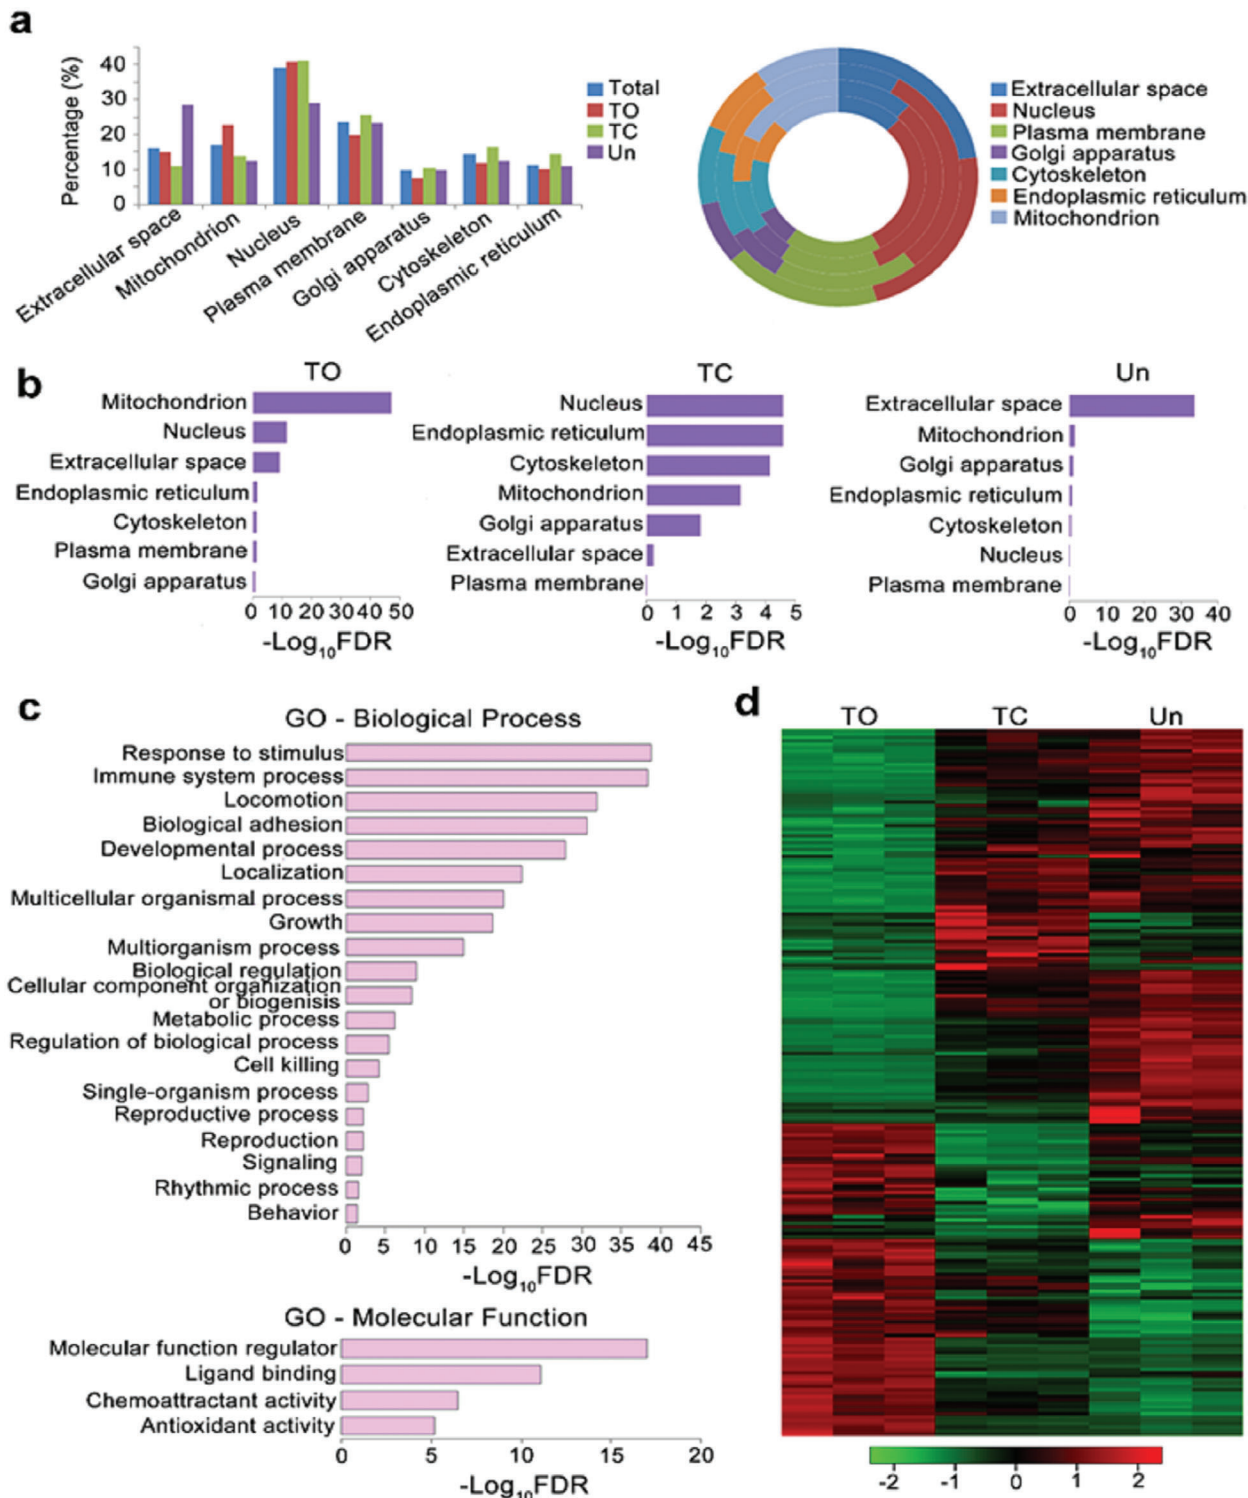 a
Percentage (%)
40
30
20
10
0
Extracellular space
Mitochondrion
Nucleus
Plasma membrane
Golgi apparatus
Cytoskeleton
Endoplasmic reticulum
Total
TO
TC
Un
Extracellular space
Nucleus
Plasma membrane
Golgi apparatus
Cytoskeleton
Endoplasmic reticulum
Mitochondrion
b
TO
Mitochondrion
Nucleus
Extracellular space
Endoplasmic reticulum
Cytoskeleton
Plasma membrane
Golgi apparatus
0 10 20 30 40 50
-Log10FDR
TC
Nucleus
Endoplasmic reticulum
Cytoskeleton
Mitochondrion
Golgi apparatus
Extracellular space
Plasma membrane
0 1 2 3 4 5
-Log10FDR
Un
Extracellular space
Mitochondrion
Golgi apparatus
Endoplasmic reticulum
Cytoskeleton
Nucleus
Plasma membrane
0 10 20 30 40
-Log10FDR
c
GO - Biological Process
Response to stimulus
Immune system process
Locomotion
Biological adhesion
Developmental process
Localization
Multicellular organismal process
Growth
Multiorganism process
Biological regulation
Cellular component organization
or biogenisis
Metabolic process
Regulation of biological process
Cell killing
Single-organism process
Reproductive process
Reproduction
Signaling
Rhythmic process
Behavior
0 5 10 15 20 25 30 35 40 45
-Log10FDR
GO - Molecular Function
Molecular function regulator
Ligand binding
Chemoattractant activity
Antioxidant activity
0 5 10 15 20
-Log10FDR
d
TO TC Un
-2 -1 0 1 2